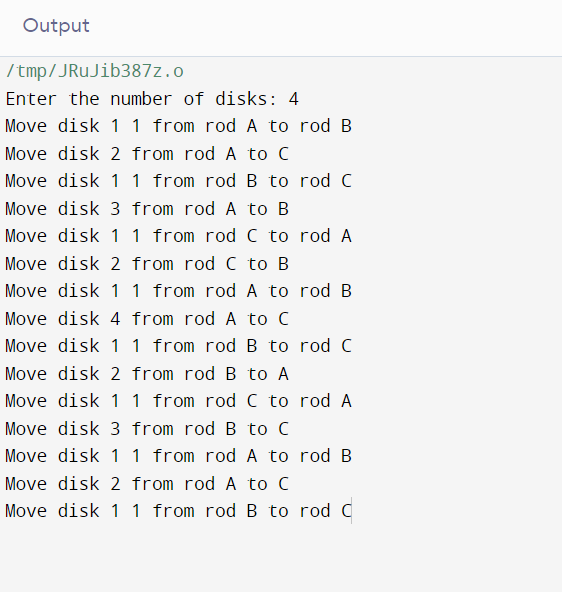 Output
/tmp/JRuJib387z.o
Enter the number of disks: 4
Move disk 1 1 from rod A to rod B
Move disk 2 from rod A to C
Move disk 1 1 from rod B to rod C
Move disk 3 from rod A to B
Move disk 1 1 from rod C to rod A
Move disk 2 from rod C to B
Move disk 1 1 from rod A to rod B
Move disk 4 from rod A to C
Move disk 1 1 from rod B to rod C
Move disk 2 from rod B to A
Move disk 1 1 from rod C to rod A
Move disk 3 from rod B to C
Move disk 1 1 from rod A to rod B
Move disk 2 from rod A to C
Move disk 1 1 from rod B to rod C